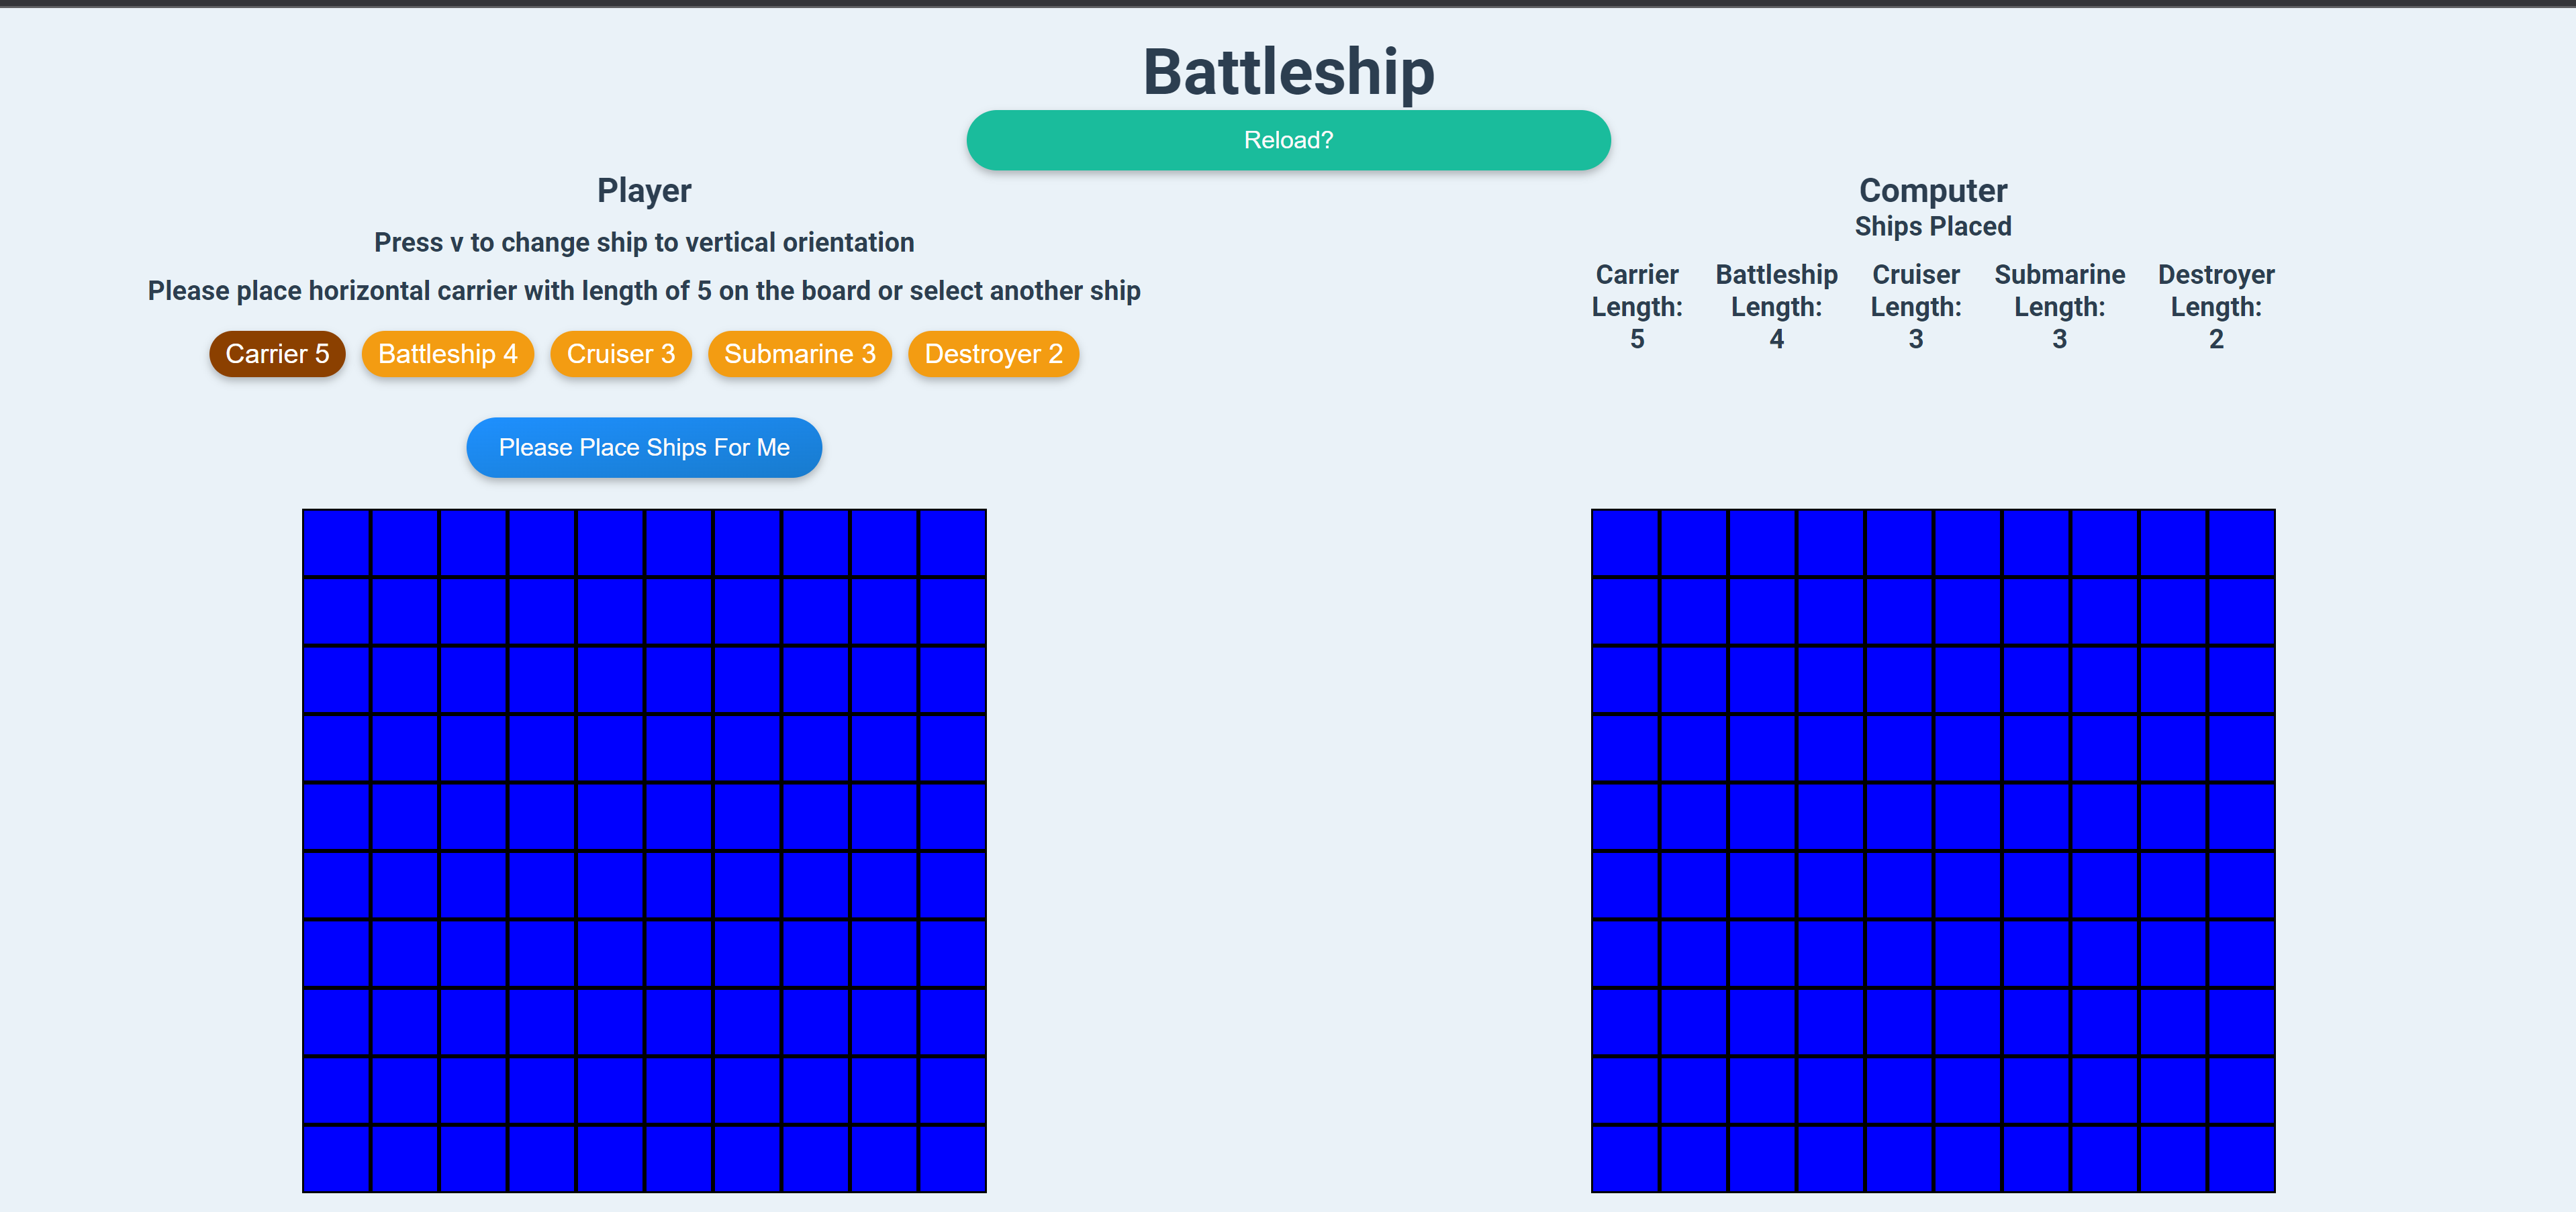 Battleship
Reload?
Player
Press v to change ship to vertical orientation
Please place horizontal carrier with length of 5 on the board or select another ship
Carrier 5
Battleship 4
Cruiser 3
Submarine 3
Destroyer 2
Please Place Ships For Me
Computer
Ships Placed
Carrier
Length:
5
Battleship
Length:
4
Cruiser
Length:
3
Submarine
Length:
3
Destroyer
Length:
2